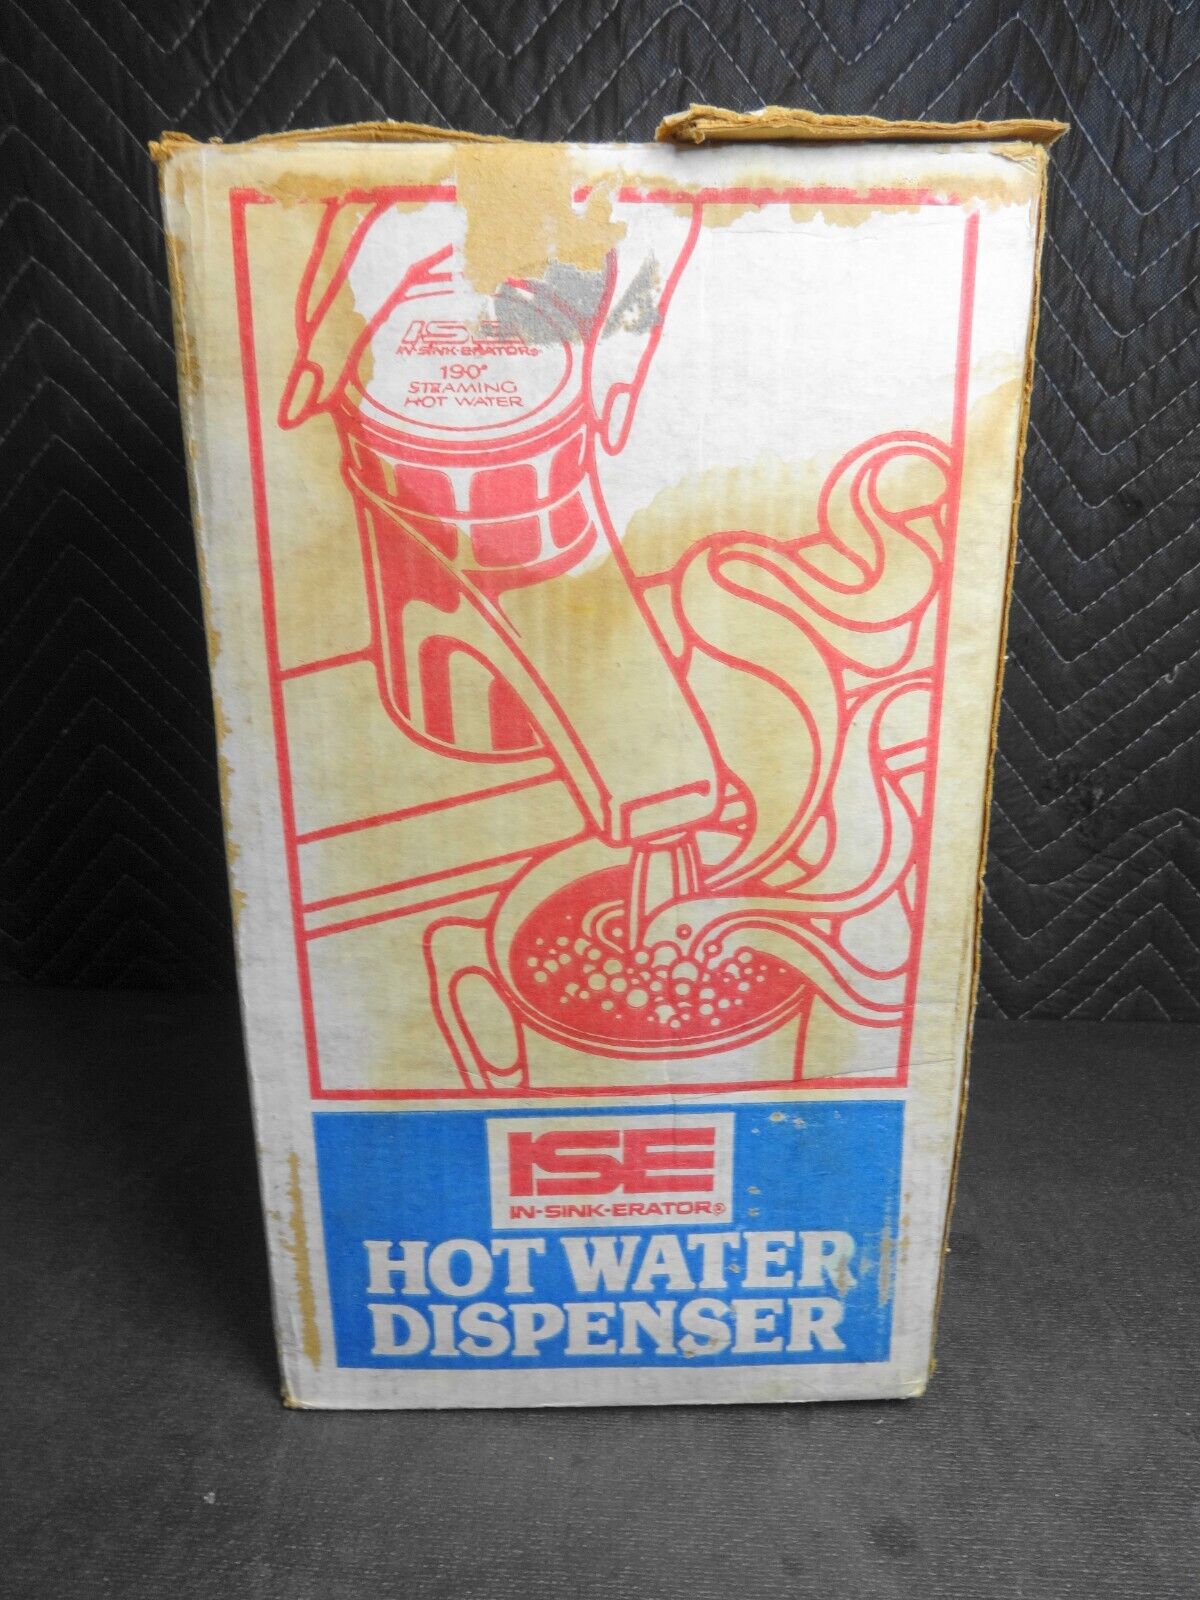 ISE
IN-SINK-ERATOR®
190°
STEAMING
HOT WATER
ISE
IN-SINK-ERATOR®
HOT WATER
DISPENSER